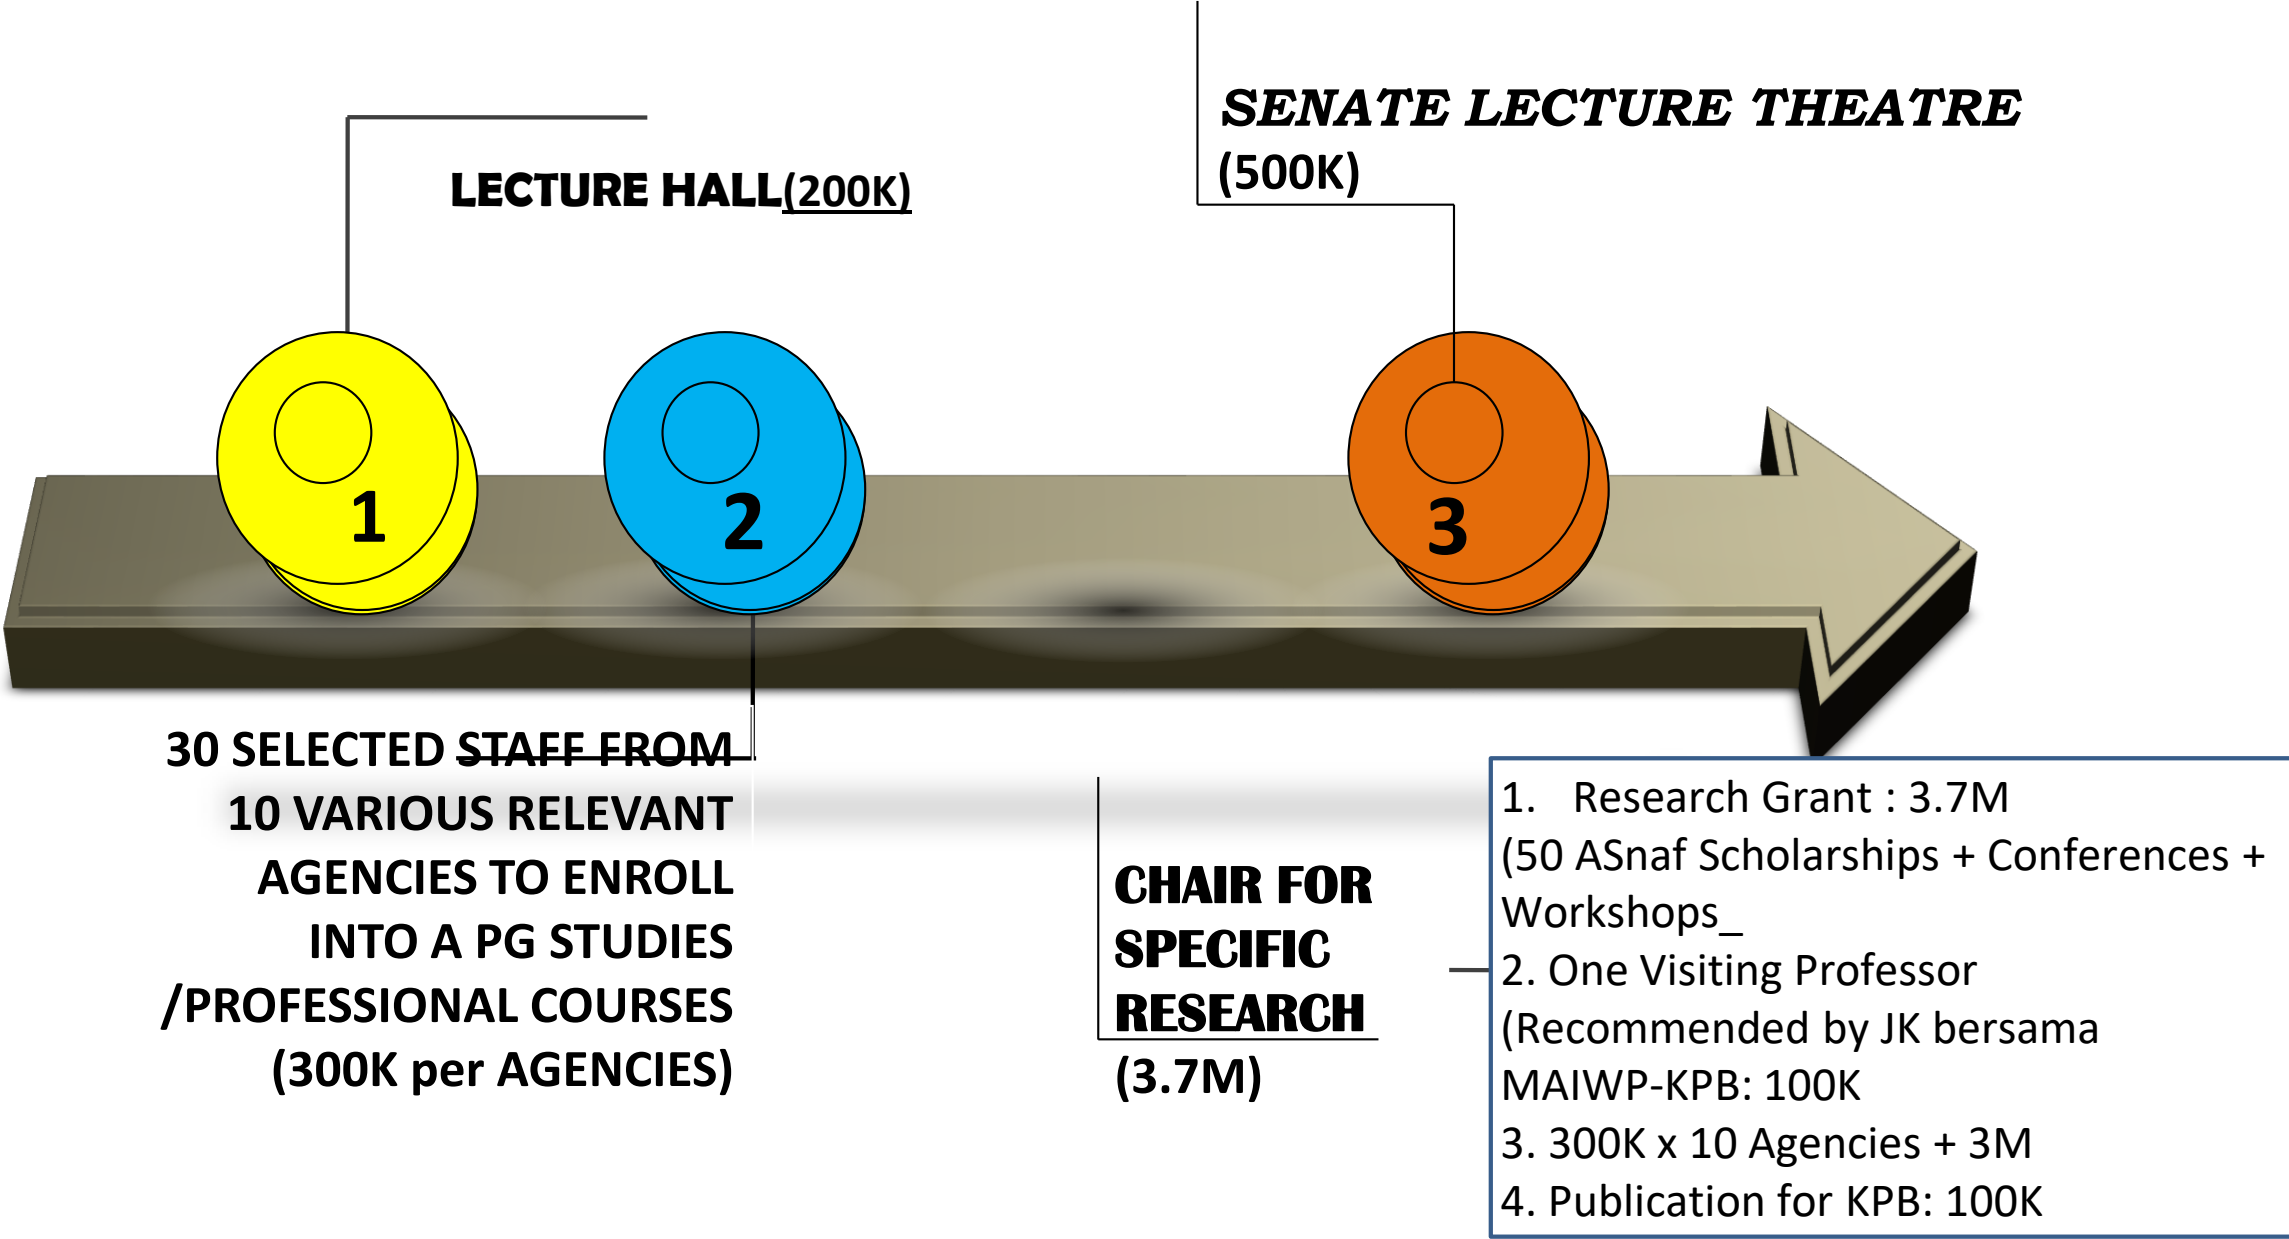 LECTURE HALL(200K)
SENATE LECTURE THEATRE
(500K)
1
2
3
30 SELECTED STAFF FROM
10 VARIOUS RELEVANT
AGENCIES TO ENROLL
INTO A PG STUDIES
/PROFESSIONAL COURSES
(300K per AGENCIES)
CHAIR FOR
SPECIFIC
RESEARCH
(3.7M)
1. Research Grant : 3.7M
(50 ASnaf Scholarships + Conferences +
Workshops_
2. One Visiting Professor
(Recommended by JK bersama
MAIWP-KPB: 100K
3. 300K x 10 Agencies + 3M
4. Publication for KPB: 100K